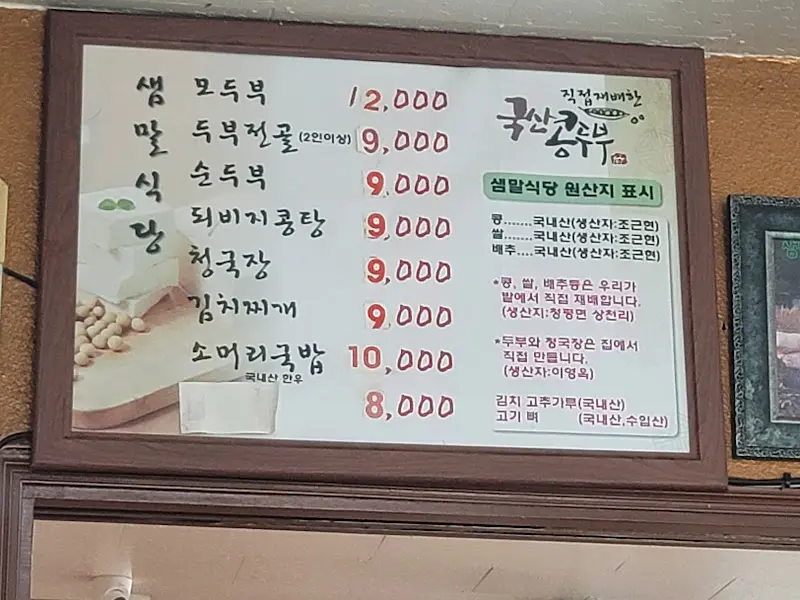 샘말식당
모두부 12,000
두부전골(2인이상) 9,000
순두부 9,000
되비지콩탕 9,000
청국장 9,000
김치찌개 9,000
소머리국밥 10,000
국내산 한우
8,000
직접재배한
국산콩두부
샘말식당 원산지 표시
콩.......국내산(생산자:조근현)
쌀.......국내산(생산자:조근현)
배추....국내산(생산자:조근현)
*콩, 쌀, 배추등은 우리가
밭에서 직접 재배합니다.
(생산지:청평면 상천리)
*두부와 청국장은 집에서
직접 만듭니다.
(생산자:이영옥)
김치 고추가루(국내산)
고기 뼈 (국내산,수입산)